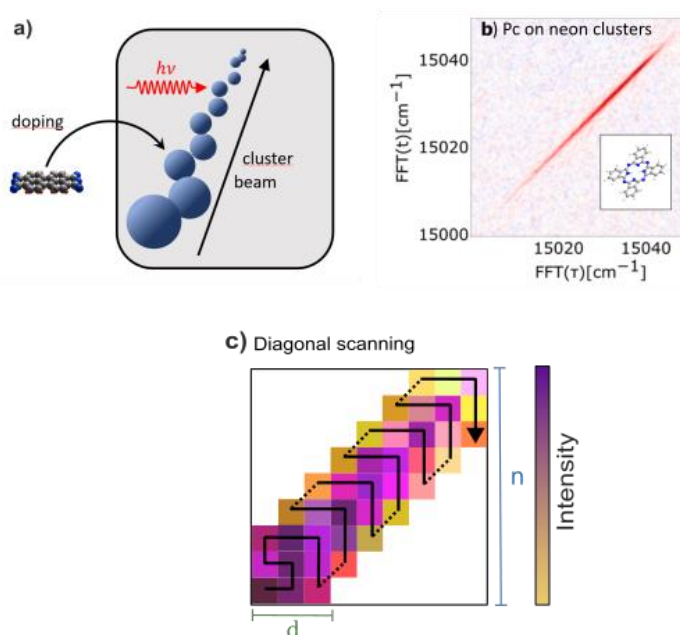 a)
hν
doping
cluster
beam
b) Pc on neon clusters
FFT(t)[cm⁻¹]
15040
15020
15000
15020
15040
FFT(τ)[cm⁻¹]
c) Diagonal scanning
n
d
Intensity